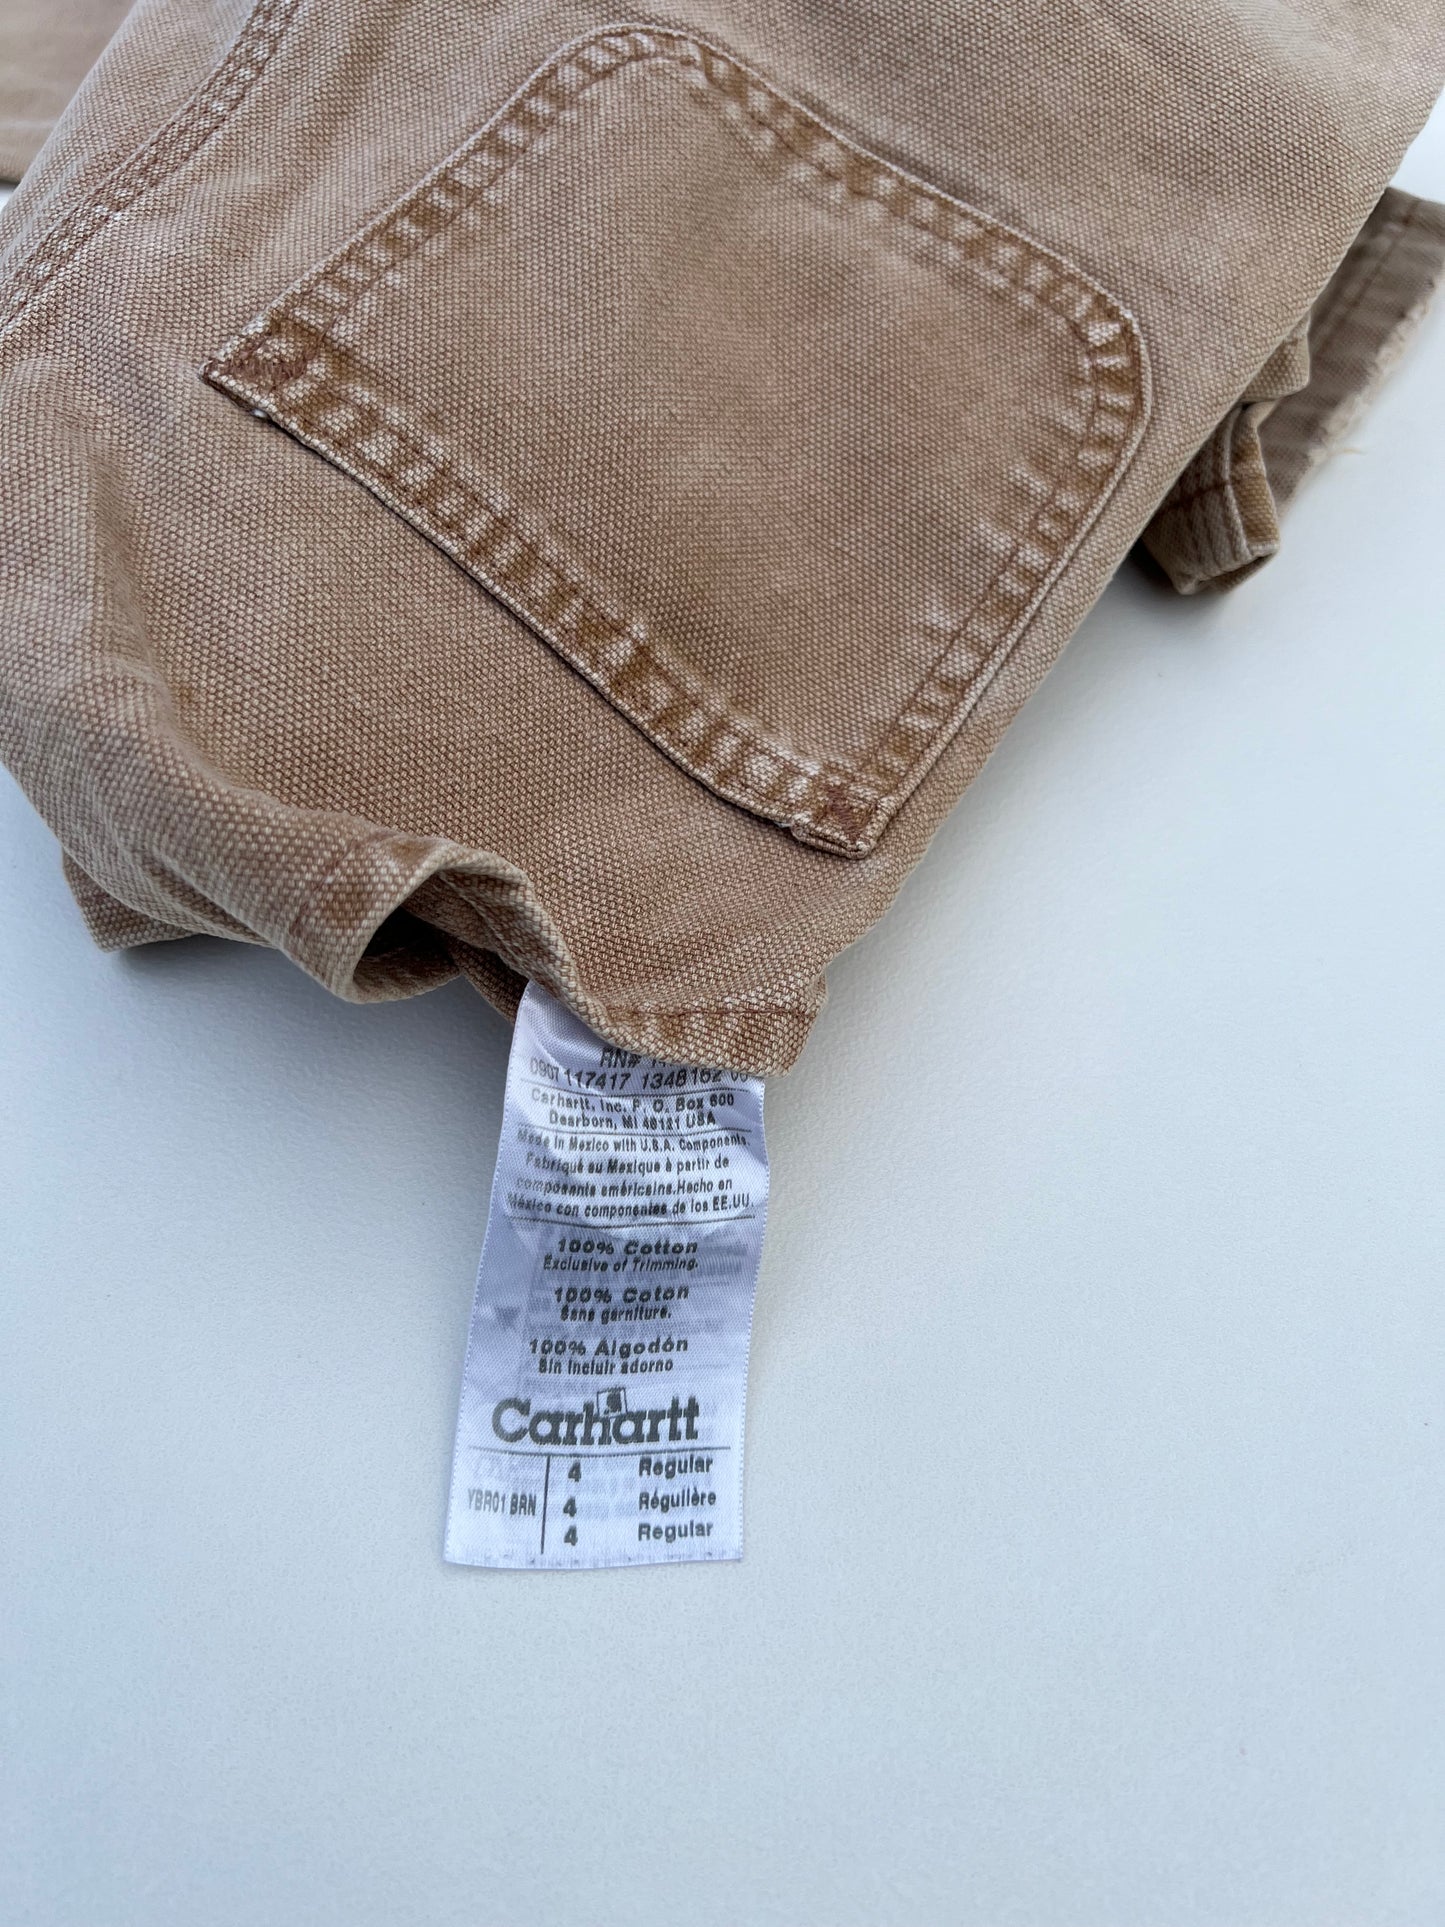 RN#
0907 117417 1348162
Carhartt, Inc. P. O. Box 600
Dearborn, MI 48121 USA
Made in Mexico with U.S.A. Components.
Fabriqué au Mexique à partir de
composants américains.Hecho en
México con componentes de los EE.UU.
100% Cotton
Exclusive of Trimming.
100% Coton
Sans garniture.
100% Algodón
Sin incluir adorno
Carhartt
4 Regular
YBR01 BRN 4 Régulière
4 Regular